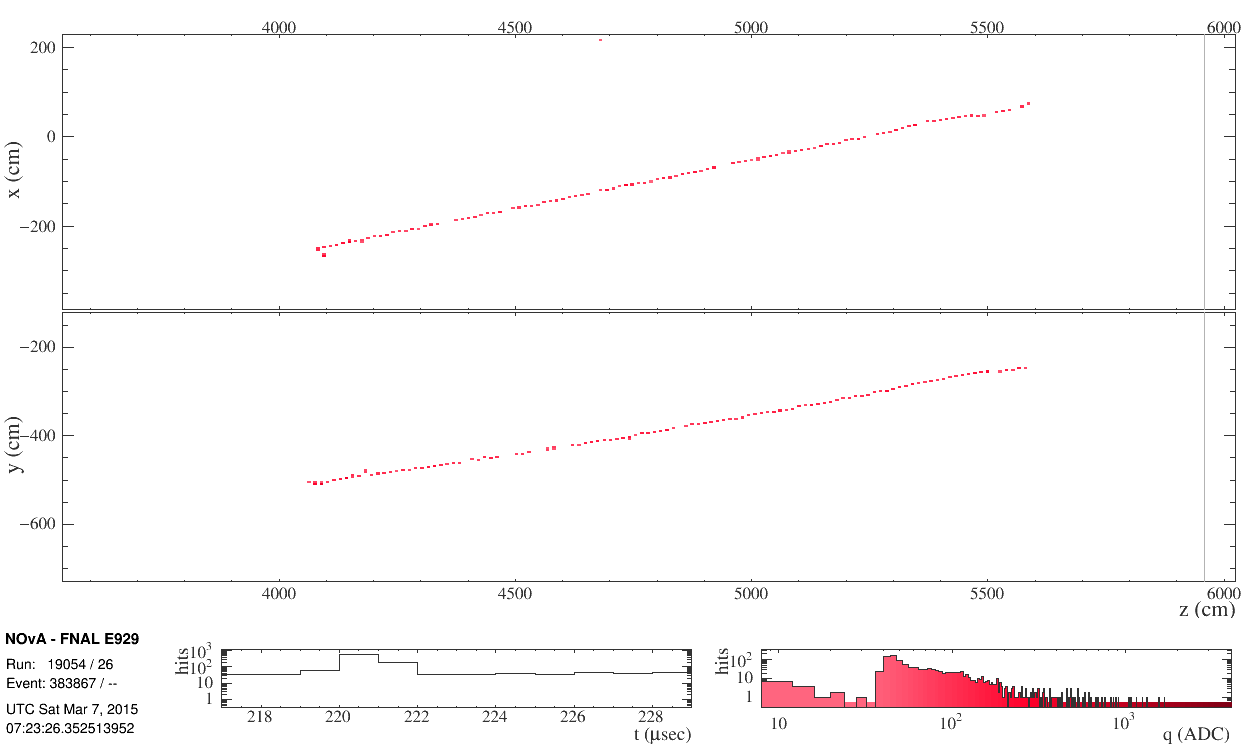 4000 4500 5000 5500 6000
200
0
−200
x (cm)
−200
−400
−600
y (cm)
4000 4500 5000 5500 6000
z (cm)
NOvA - FNAL E929
Run: 19054 / 26
Event: 383867 / --
UTC Sat Mar 7, 2015
07:23:26.352513952
hits
10³
10²
10
1
218 220 222 224 226 228
t (μsec)
hits
10²
10
1
10 10² 10³
q (ADC)